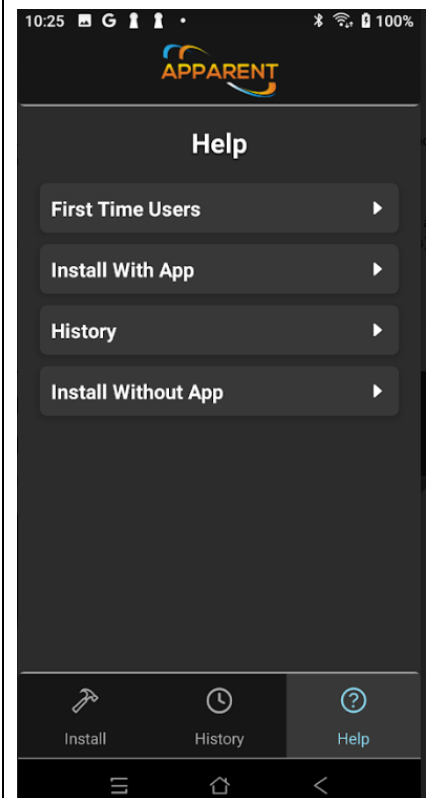 10:25 G 100%
APPARENT
Help
First Time Users
Install With App
History
Install Without App
Install History Help